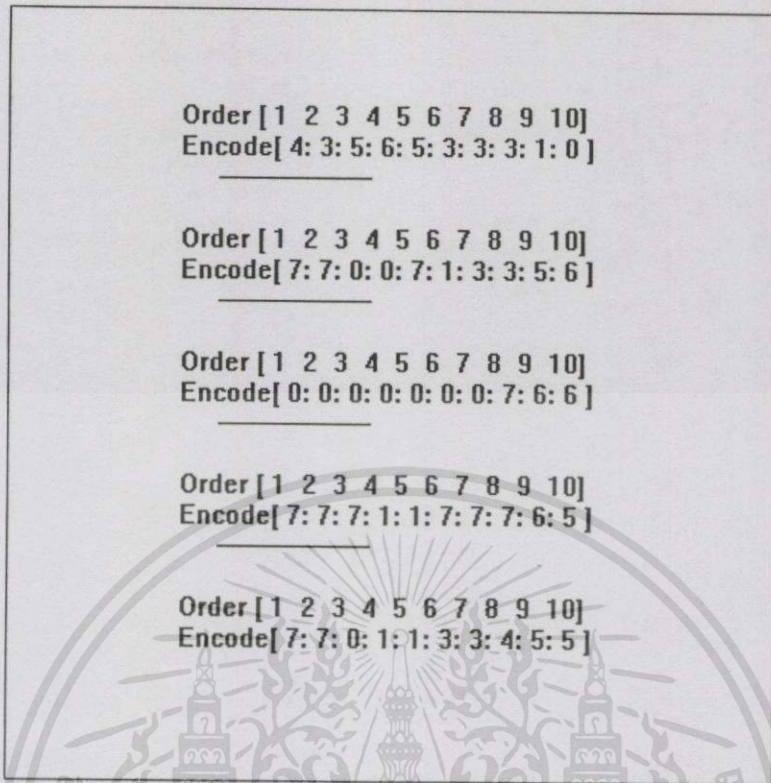 Order [ 1 2 3 4 5 6 7 8 9 10]
Encode[ 4: 3: 5: 6: 5: 3: 3: 3: 1: 0 ]
Order [ 1 2 3 4 5 6 7 8 9 10]
Encode[ 7: 7: 0: 0: 7: 1: 3: 3: 5: 6 ]
Order [ 1 2 3 4 5 6 7 8 9 10]
Encode[ 0: 0: 0: 0: 0: 0: 0: 7: 6: 6 ]
Order [ 1 2 3 4 5 6 7 8 9 10]
Encode[ 7: 7: 7: 1: 1: 7: 7: 7: 6: 5 ]
Order [ 1 2 3 4 5 6 7 8 9 10]
Encode[ 7: 7: 0: 1: 1: 3: 3: 4: 5: 5 ]